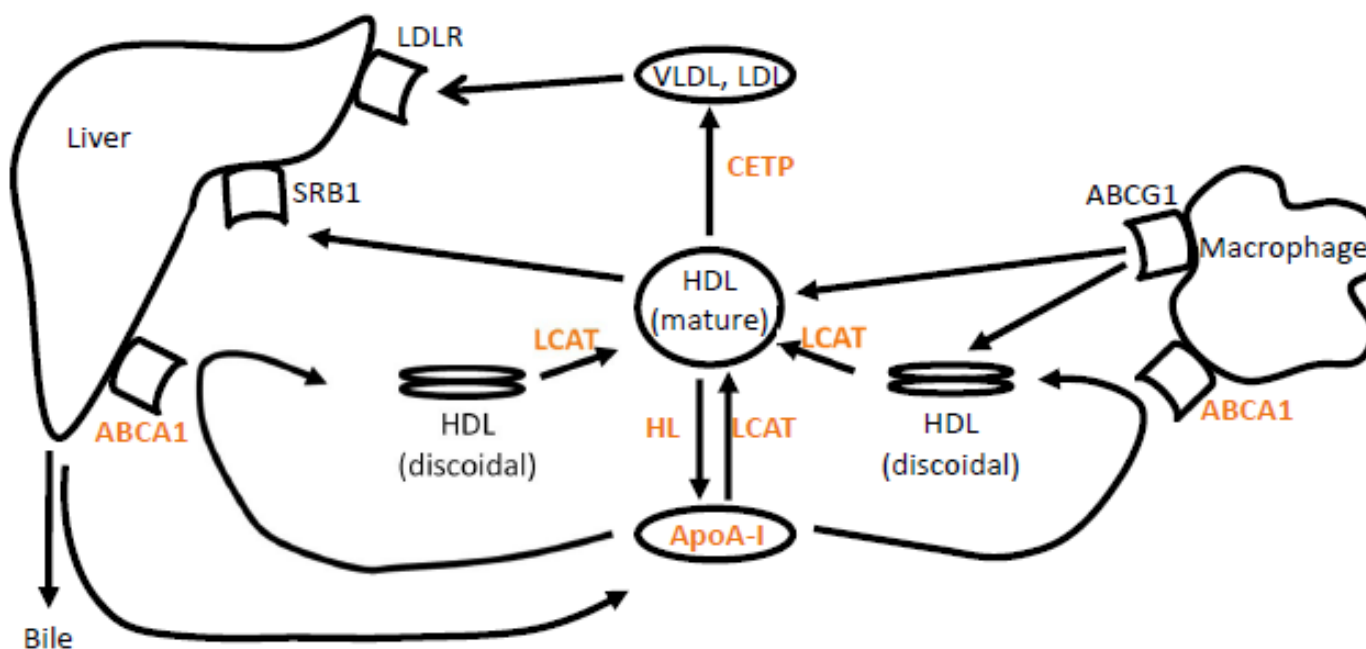 LDLR
VLDL, LDL
Liver
CETP
SRB1
ABCG1
Macrophage
HDL
(mature)
LCAT
LCAT
ABCA1
HDL
(discoidal)
HL
LCAT
HDL
(discoidal)
ABCA1
ApoA-I
Bile